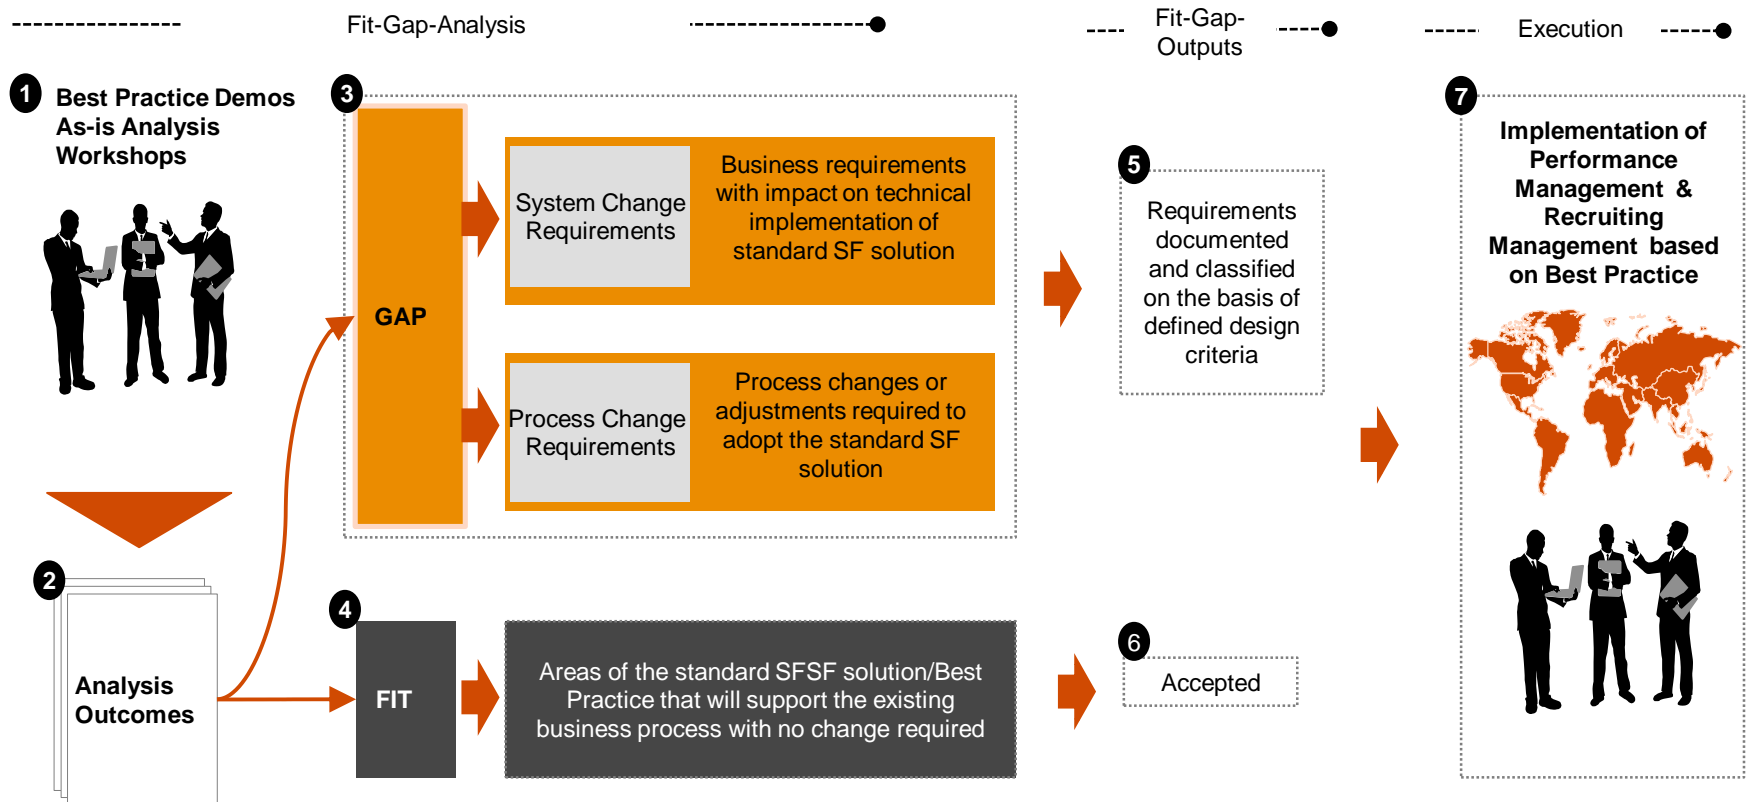 Fit-Gap-Analysis
Fit-Gap-
Outputs
Execution
1
Best Practice Demos
As-is Analysis
Workshops
2
Analysis
Outcomes
3
GAP
System Change
Requirements
Business requirements
with impact on technical
implementation of
standard SF solution
Process Change
Requirements
Process changes or
adjustments required to
adopt the standard SF
solution
4
FIT
Areas of the standard SFSF solution/Best
Practice that will support the existing
business process with no change required
5
Requirements
documented
and classified
on the basis of
defined design
criteria
6
Accepted
7
Implementation of
Performance
Management &
Recruiting
Management based
on Best Practice